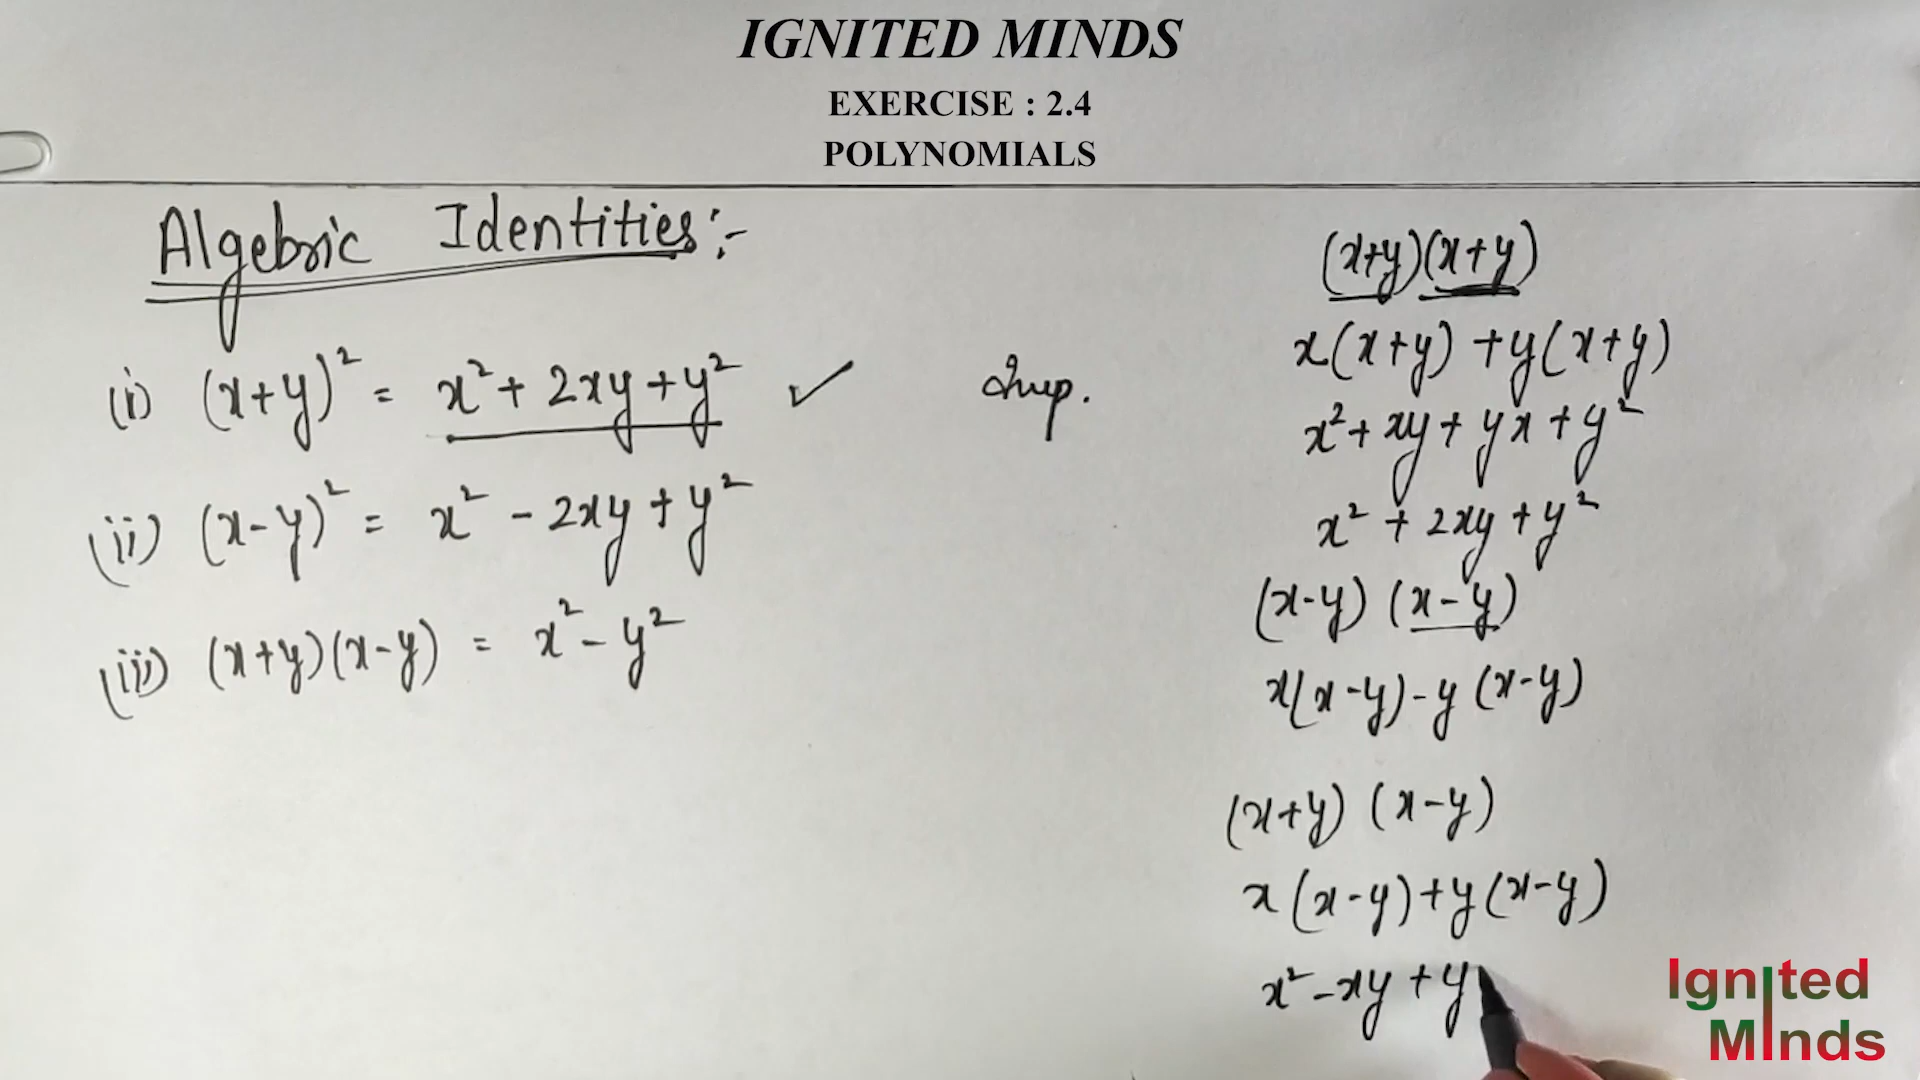 IGNITED MINDS
EXERCISE : 2.4
POLYNOMIALS
Algebric Identities :-
(i) (x+y)² = x² + 2xy + y² ✓ Imp.
(ii) (x-y)² = x² - 2xy + y²
(iii) (x+y)(x-y) = x² - y²
(x+y)(x+y)
x(x+y) + y(x+y)
x² + xy + yx + y²
x² + 2xy + y²
(x-y) (x-y)
x(x-y) - y (x-y)
(x+y) (x-y)
x (x-y) + y (x-y)
x² - xy + y
Ignited
Minds